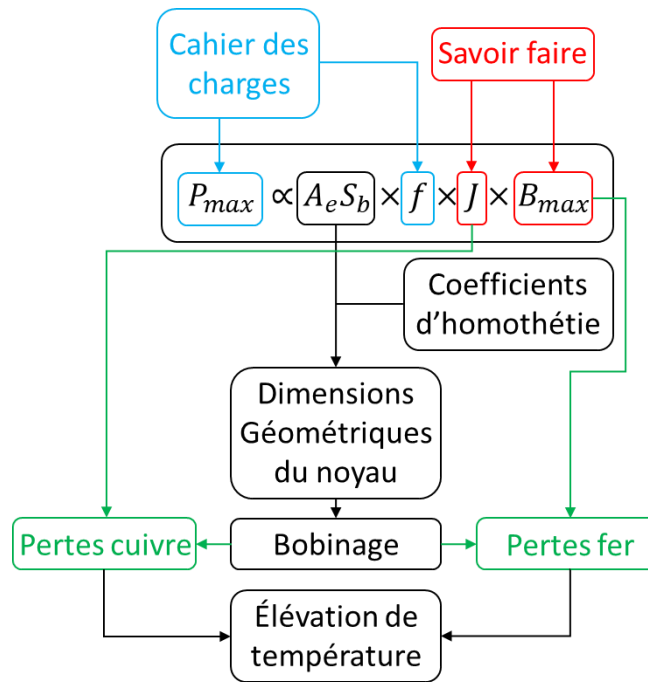 Cahier des
charges
Savoir faire
P_max ∝ A_e S_b × f × J × B_max
Coefficients
d'homothétie
Dimensions
Géométriques
du noyau
Pertes cuivre
Bobinage
Pertes fer
Élévation de
température